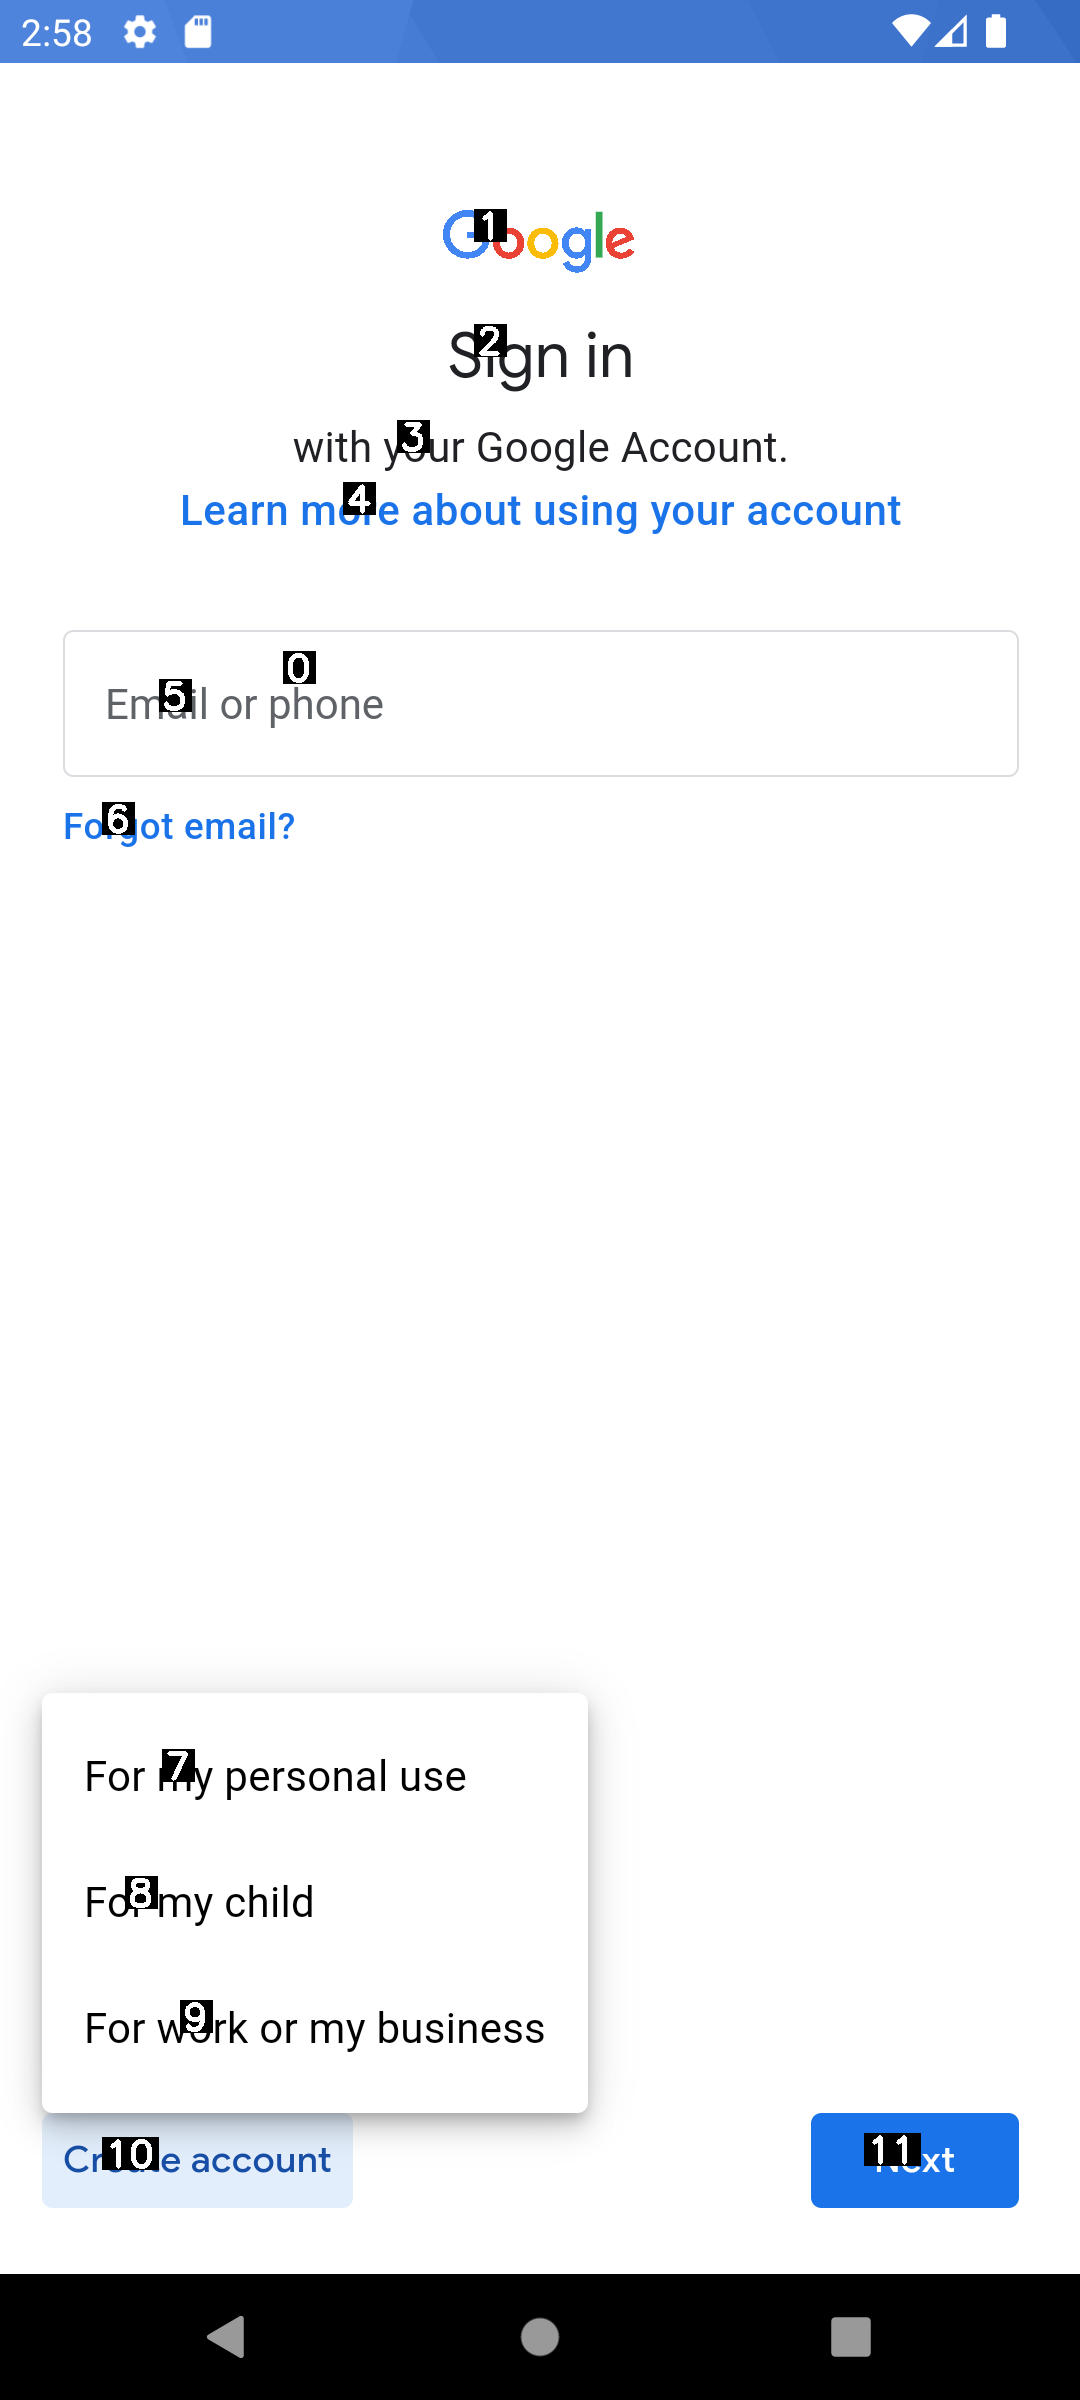 2:58
Google
1
Sign in
2
with your Google Account.
3
Learn more about using your account
4
0
Email or phone
5
Forgot email?
6
For my personal use
7
For my child
8
For work or my business
9
Create account
10
Next
11